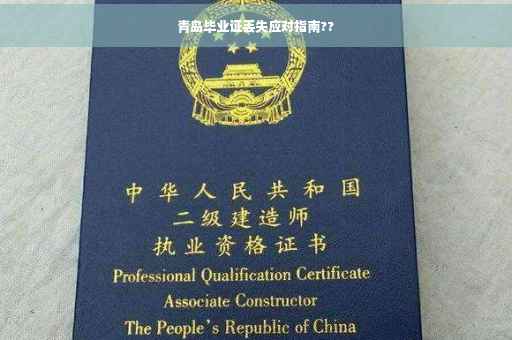 青岛毕业证丢失应对指南??
中华人民共和国
二级建造师
执业资格证书
Professional Qualification Certificate
Associate Constructor
The People's Republic of China